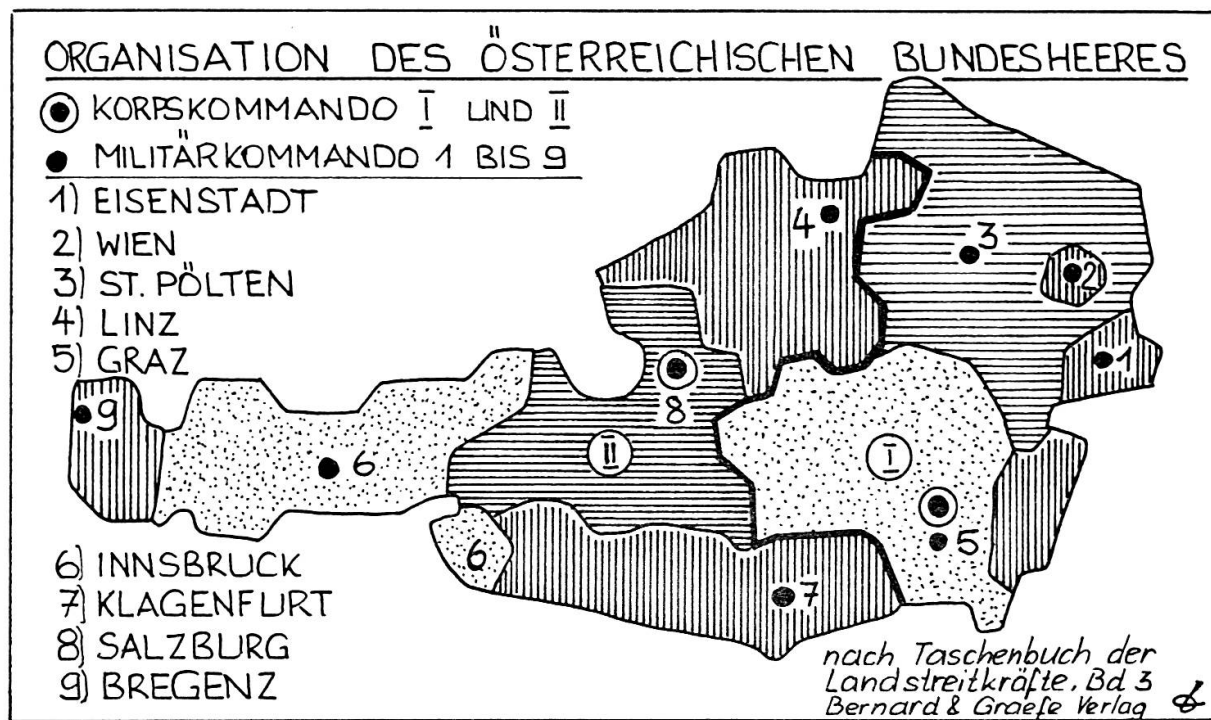 ORGANISATION DES ÖSTERREICHISCHEN BUNDESHEERES
KORPSKOMMANDO I UND II
MILITÄRKOMMANDO 1 BIS 9
1) EISENSTADT
2) WIEN
3) ST. PÖLTEN
4) LINZ
5) GRAZ
4
3
2
1
9
8
6
II
I
6
5
7
6) INNSBRUCK
7) KLAGENFURT
8) SALZBURG
9) BREGENZ
nach Taschenbuch der
Landstreitkräfte, Bd 3
Bernard & Graefe Verlag